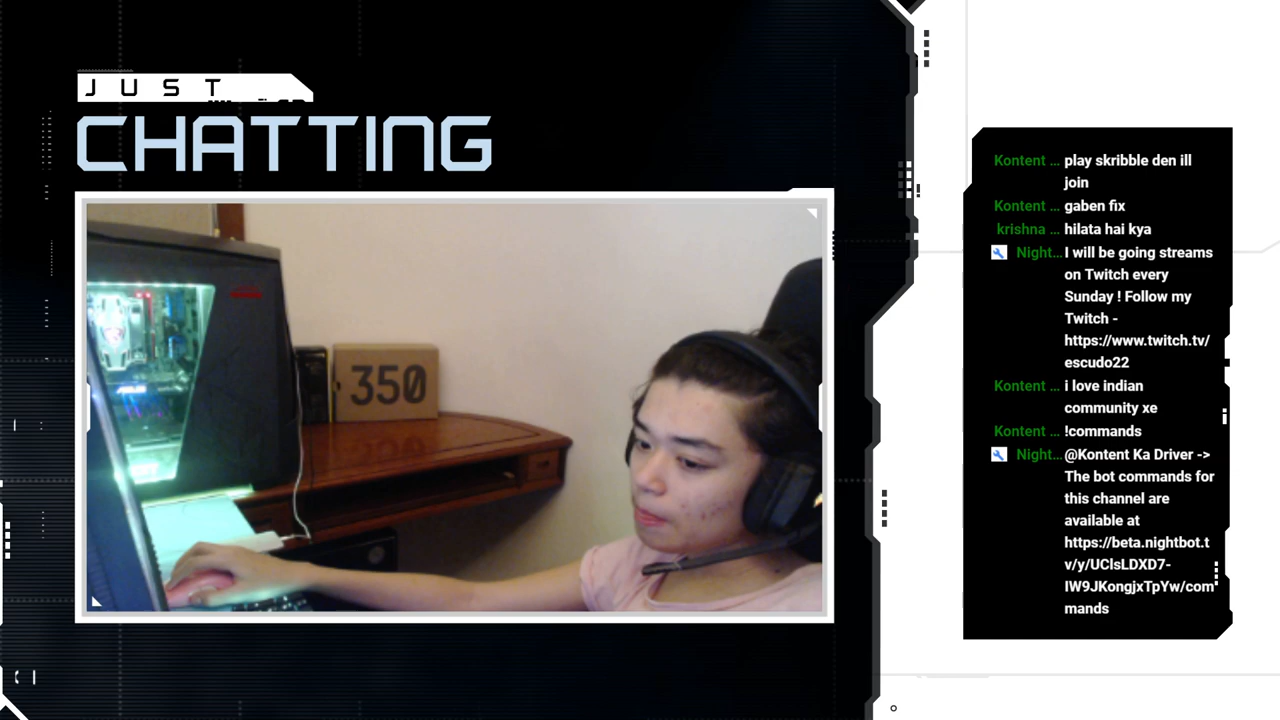 JUST
CHATTING
350
Kontent ... play skribble den ill
join
Kontent ... gaben fix
krishna ... hilata hai kya
Night... I will be going streams
on Twitch every
Sunday ! Follow my
Twitch -
https://www.twitch.tv/
escudo22
Kontent ... i love indian
community xe
Kontent ... !commands
Night... @Kontent Ka Driver ->
The bot commands for
this channel are
available at
https://beta.nightbot.t
v/y/UClsLDXD7-
IW9JKongjxTpYw/com
mands